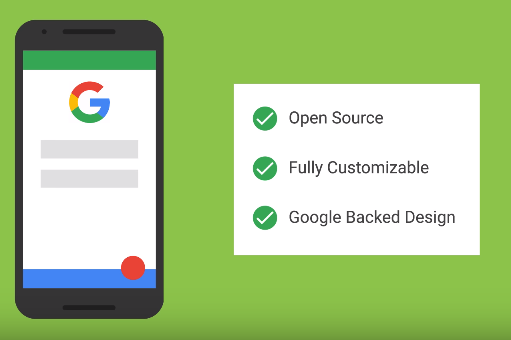 Open Source
Fully Customizable
Google Backed Design